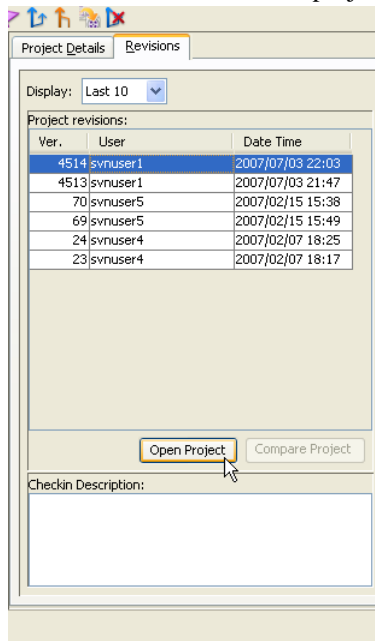 Project Details Revisions
Display: Last 10
Project revisions:
Ver. User Date Time
4514 svnuser1 2007/07/03 22:03
4513 svnuser1 2007/07/03 21:47
70 svnuser5 2007/02/15 15:38
69 svnuser5 2007/02/15 15:49
24 svnuser4 2007/02/07 18:25
23 svnuser4 2007/02/07 18:17
Open Project Compare Project
Checkin Description: